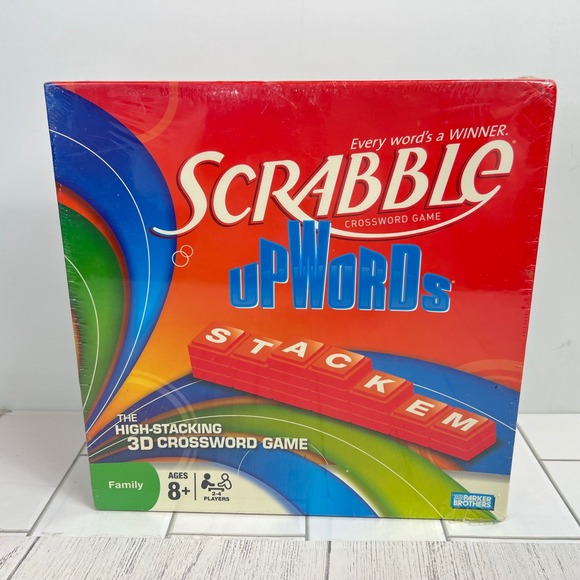 Every word's a WINNER.
SCRABBLE
CROSSWORD GAME
UPWORDS
STACKEM
THE
HIGH-STACKING
3D CROSSWORD GAME
Family
AGES
8+
2-4
PLAYERS
PARKER
BROTHERS